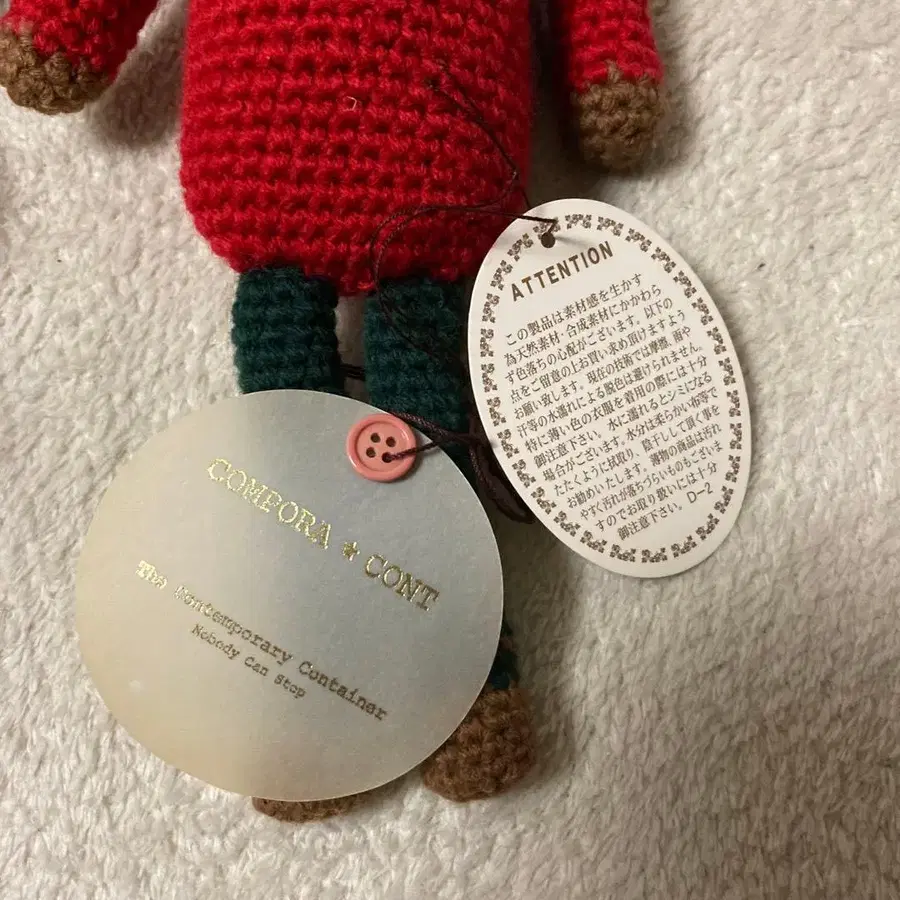 COMPORA ★ CONT
The Contemporary Container
Nobody Can Stop
ATTENTION
この製品は素材感を生かす
為天然素材・合成素材にかかわら
ず色落ちの心配がございます。以下の
点をご留意の上お買い求め頂けますよう
お願い致します。現在の技術では摩擦、雨や
汗等の水濡れによる脱色は避けられません。
特に薄い色の衣服を着用の際には十分
御注意下さい。水に濡れるとシミになる
場合がございます。水分は柔らかい布等で
たたくように拭取り、陰干しして頂く事を
お勧めいたします。薄物の商品は汚れ
やすく汚れが落ちづらいものもございま
すのでお取り扱いには十分
御注意下さい。 D-2